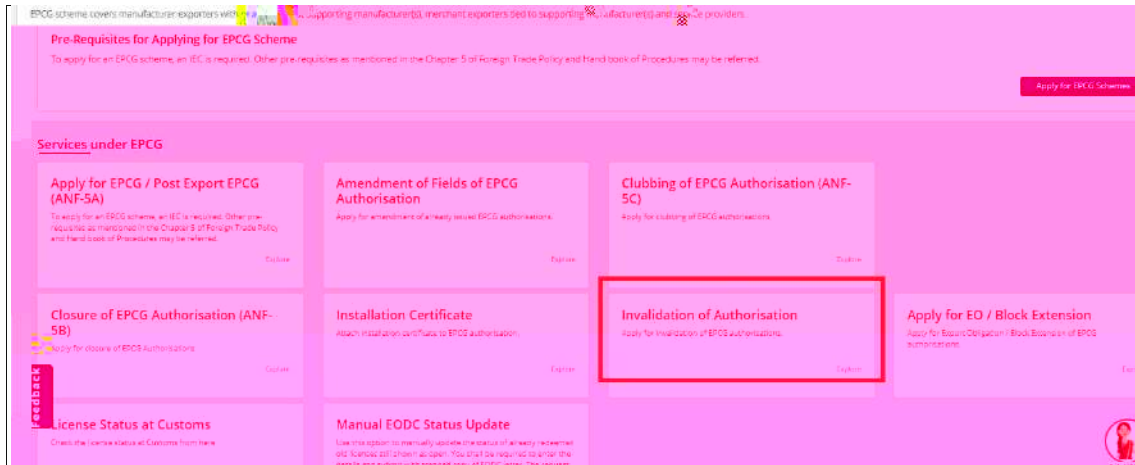 EPCG scheme covers manufacturer exporters with supporting manufacturer(s), merchant exporters tied to supporting manufacturer(s) and service providers.
Pre-Requisites for Applying for EPCG Scheme
To apply for an EPCG scheme, an IEC is required. Other pre-requisites as mentioned in the Chapter 5 of Foreign Trade Policy and Hand book of Procedures may be referred.
Apply for EPCG Schemes
Services under EPCG
Apply for EPCG / Post Export EPCG
(ANF-5A)
To apply for an EPCG scheme, an IEC is required. Other pre-
requisites as mentioned in the Chapter 5 of Foreign Trade Policy
and Hand book of Procedures may be referred.
Explore
Amendment of Fields of EPCG
Authorisation
Apply for amendment of already issued EPCG authorisations.
Explore
Clubbing of EPCG Authorisation (ANF-
5C)
Apply for clubbing of EPCG authorisations
Explore
Closure of EPCG Authorisation (ANF-
5B)
Apply for closure of EPCG Authorisations
Explore
Installation Certificate
Attach installation certificate to EPCG authorisation.
Explore
Invalidation of Authorisation
Apply for invalidation of EPCG authorisations.
Explore
Apply for EO / Block Extension
Apply for Export Obligation / Block Extension of EPCG
authorisations
Feedback
License Status at Customs
Check the license status at Customs from here
Manual EODC Status Update
Use this option to manually update the status of already redeemed
old licenses still shown as open. You shall be required to enter the